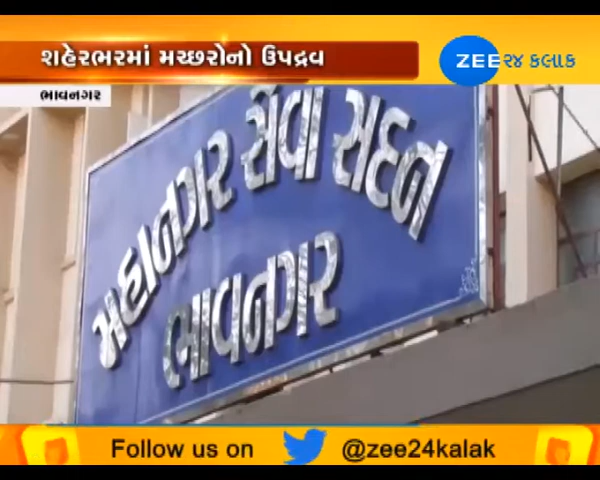 શહેરભરમાં મચ્છરોનો ઉપદ્રવ
ZEE ૨૪ કલાક
ભાવનગર
મહાનગર સેવા સદન
ભાવનગર
Follow us on @zee24kalak